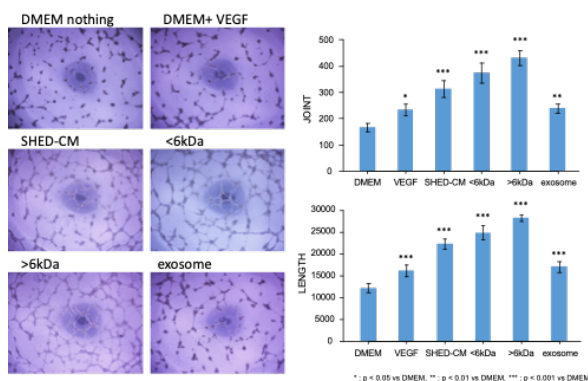 DMEM nothing
DMEM+ VEGF
SHED-CM
<6kDa
>6kDa
exosome
500
400
300
200
100
0
JOINT
*
***
***
***
**
DMEM
VEGF
SHED-CM
<6kDa
>6kDa
exosome
30000
25000
20000
15000
10000
5000
0
LENGTH
***
***
***
***
***
DMEM
VEGF
SHED-CM
<6kDa
>6kDa
exosome
* : p < 0.05 vs DMEM, ** : p < 0.01 vs DMEM, *** : p < 0.001 vs DMEM